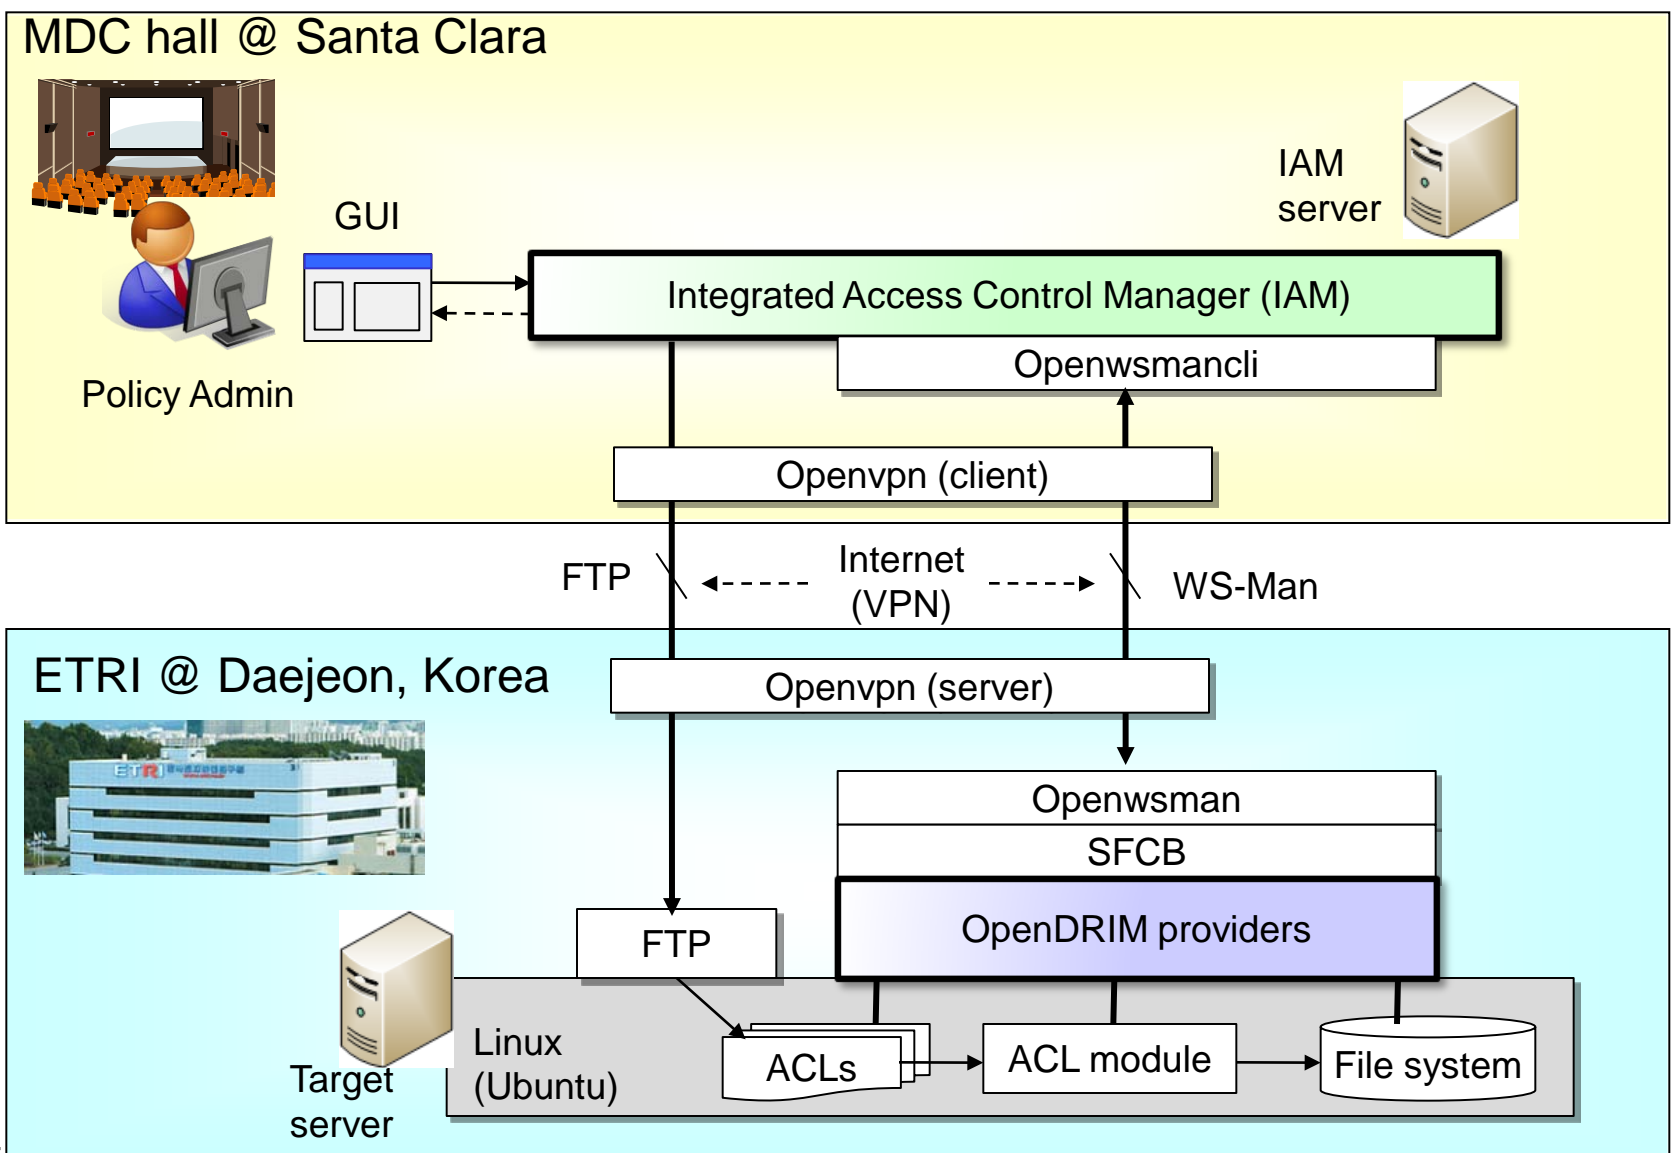 MDC hall @ Santa Clara
IAM
server
GUI
Integrated Access Control Manager (IAM)
Openwsmancli
Policy Admin
Openvpn (client)
FTP
Internet
(VPN)
WS-Man
ETRI @ Daejeon, Korea
Openvpn (server)
ETRI
Openwsman
SFCB
OpenDRIM providers
FTP
Linux
(Ubuntu)
ACLs
ACL module
File system
Target
server